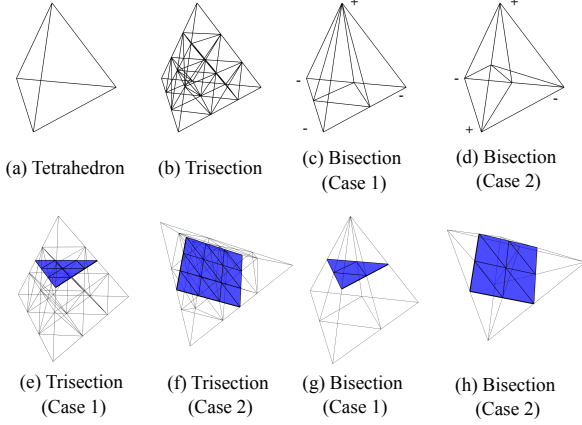 +
+
-
-
-
-
-
+
-
(a) Tetrahedron
(b) Trisection
(c) Bisection
(Case 1)
(d) Bisection
(Case 2)
(e) Trisection
(Case 1)
(f) Trisection
(Case 2)
(g) Bisection
(Case 1)
(h) Bisection
(Case 2)